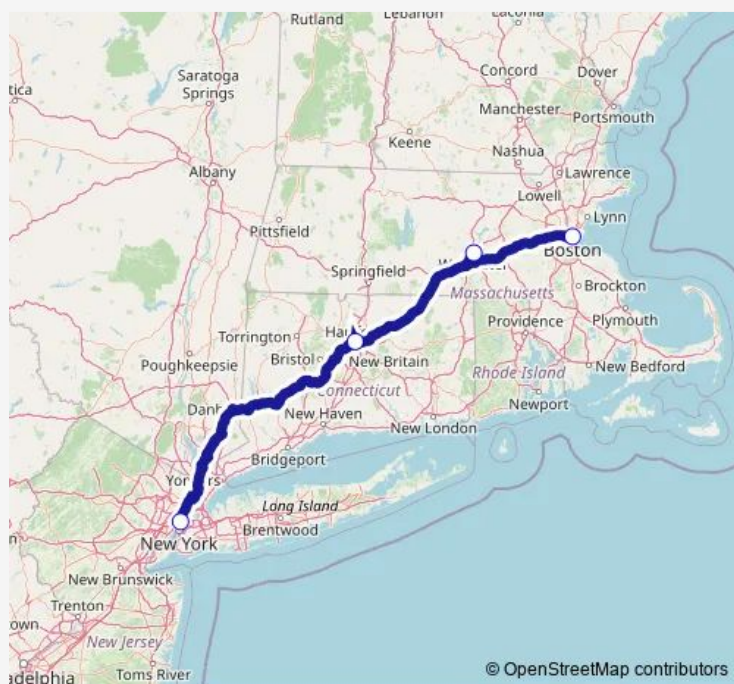 Rutland
Lebanon
Laconia
Saratoga
Springs
Concord
Dover
Manchester
Portsmouth
Keene
Nashua
Albany
Lawrence
Lowell
Pittsfield
Lynn
Boston
Springfield
Massachusetts
Brockton
Plymouth
Torrington
Providence
Poughkeepsie
Bristol
New Britain
Rhode Island
New Bedford
Connecticut
Newport
New Haven
New London
Bridgeport
Long Island
Brentwood
New York
New Brunswick
Trenton
New Jersey
Toms River
© OpenStreetMap contributors